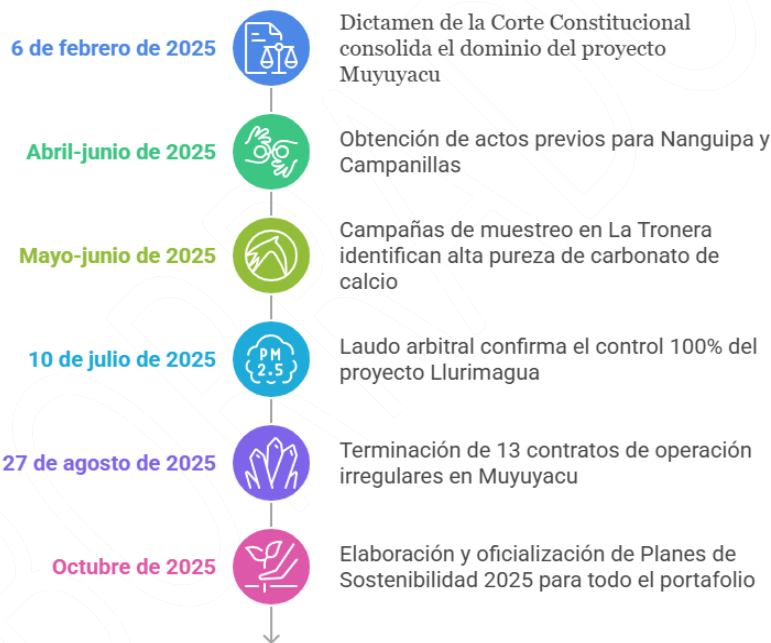 6 de febrero de 2025
Dictamen de la Corte Constitucional
consolida el dominio del proyecto
Muyuyacu
Abril-junio de 2025
Obtención de actos previos para Nanguipa y
Campanillas
Mayo-junio de 2025
Campañas de muestreo en La Tronera
identifican alta pureza de carbonato de
calcio
10 de julio de 2025
PM
2.5
Laudo arbitral confirma el control 100% del
proyecto Llurimagua
27 de agosto de 2025
Terminación de 13 contratos de operación
irregulares en Muyuyacu
Octubre de 2025
Elaboración y oficialización de Planes de
Sostenibilidad 2025 para todo el portafolio